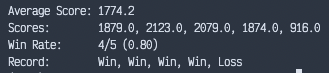 Average Score: 1774.2
Scores: 1879.0, 2123.0, 2079.0, 1874.0, 916.0
Win Rate: 4/5 (0.80)
Record: Win, Win, Win, Win, Loss